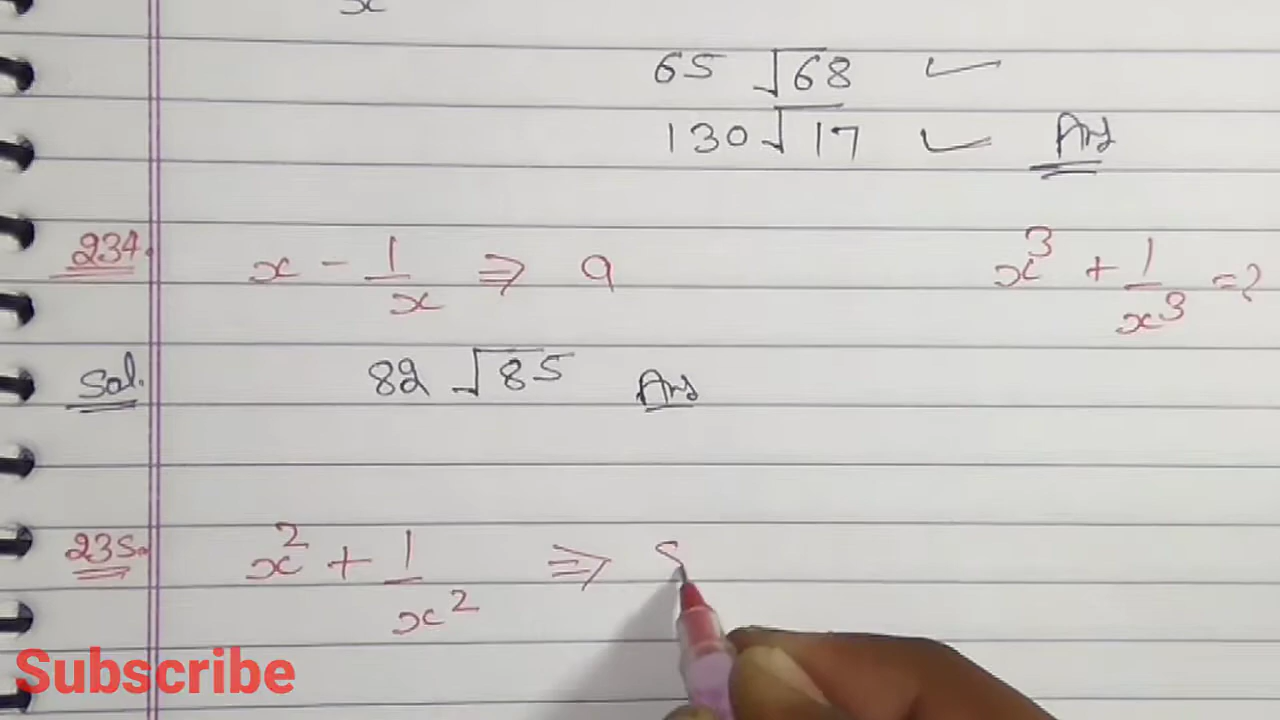 x
65 √68 ✓
130√17 ✓ Ans
234. x - 1/x ⇒ 9 x³ + 1/x³ = ?
Sol. 82 √85 Ans
235. x² + 1/x² ⇒
Subscribe